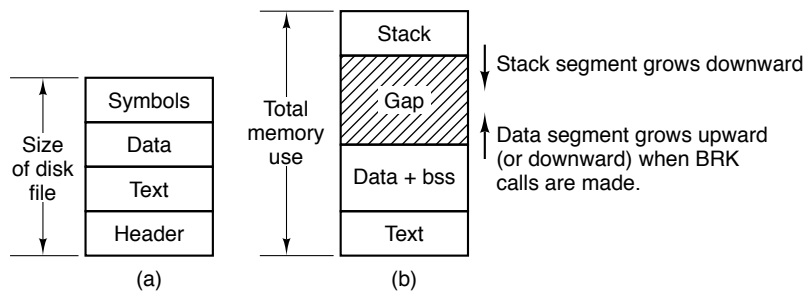 Symbols
Data
Text
Header
Size
of disk
file
(a)
Stack
Gap
Data + bss
Text
Total
memory
use
(b)
Stack segment grows downward
Data segment grows upward
(or downward) when BRK
calls are made.